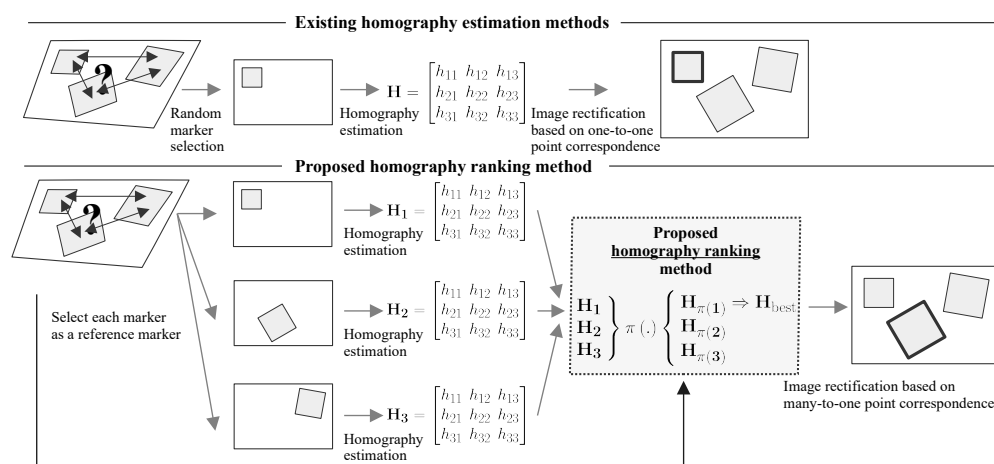 Existing homography estimation methods
?
Random
marker
selection
Homography
estimation
H =
h11 h12 h13
h21 h22 h23
h31 h32 h33
Image rectification
based on one-to-one
point correspondence
Proposed homography ranking method
?
Select each marker
as a reference marker
Homography
estimation
H1 =
h11 h12 h13
h21 h22 h23
h31 h32 h33
Homography
estimation
H2 =
h11 h12 h13
h21 h22 h23
h31 h32 h33
Homography
estimation
H3 =
h11 h12 h13
h21 h22 h23
h31 h32 h33
Proposed
homography ranking
method
H1
H2
H3
π (.)
Hπ(1) ⇒ Hbest
Hπ(2)
Hπ(3)
Image rectification based on
many-to-one point correspondence